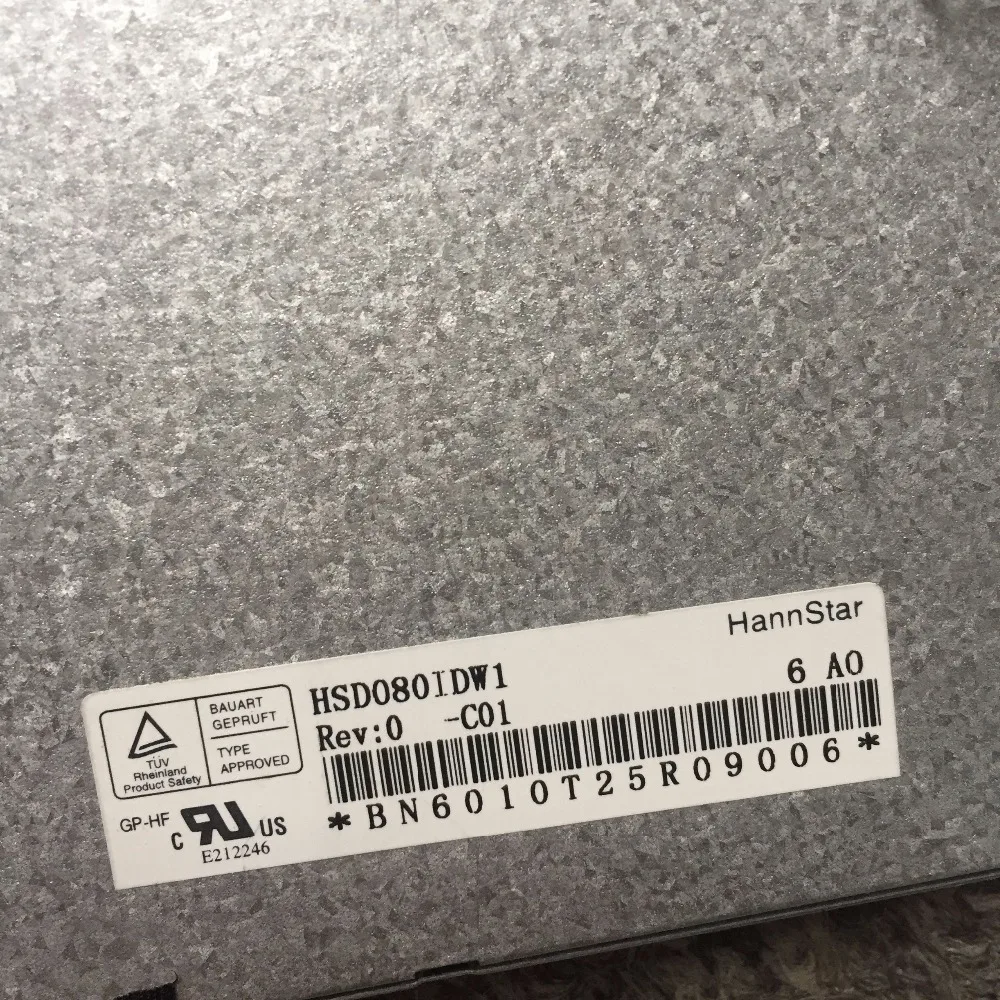 HannStar
HSD080IDW1
6 A0
Rev:0 -C01
*BN6010T25R09006*
BAUART
GEPRUFT
TYPE
APPROVED
TÜV
Rheinland
Product Safety
GP-HF
C RU US
E212246